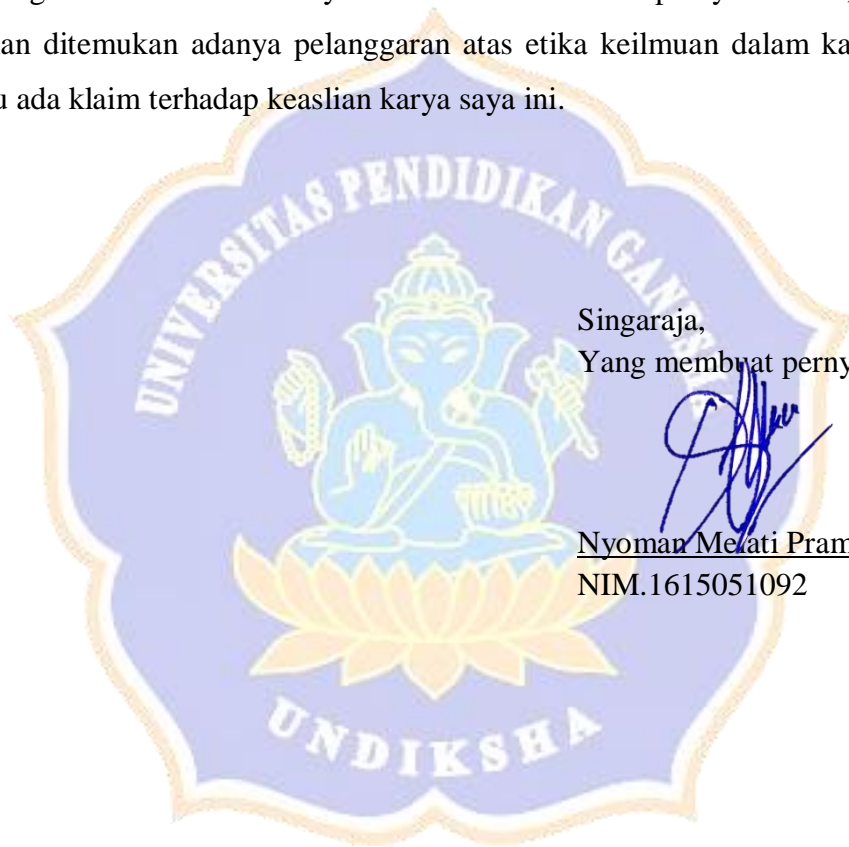 an ditemukan adanya pelanggaran atas etika keilmuan dalam ka
u ada klaim terhadap keaslian karya saya ini.
UNIVERSITAS PENDIDIKAN GANESHA
Singaraja,
Yang membuat perny
Nyoman Melati Pram
NIM.1615051092
UNDIKSHA